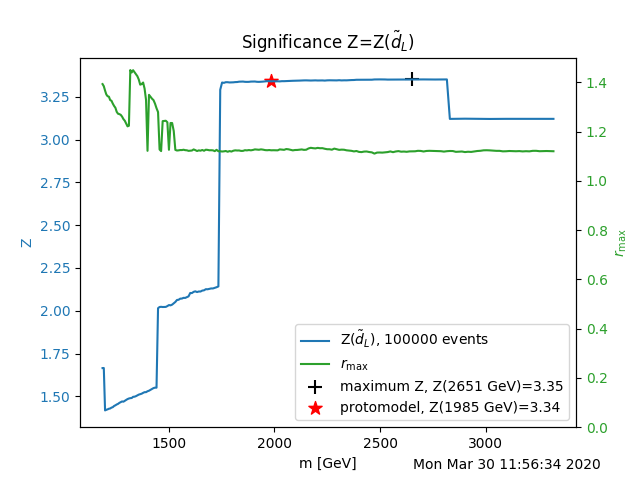 Significance Z=Z(d̃_L)
3.25
3.00
2.75
2.50
2.25
2.00
1.75
1.50
Z
1.4
1.2
1.0
0.8
0.6
0.4
0.2
0.0
r_max
Z(d̃_L), 100000 events
r_max
maximum Z, Z(2651 GeV)=3.35
protomodel, Z(1985 GeV)=3.34
1500 2000 2500 3000
m [GeV]
Mon Mar 30 11:56:34 2020